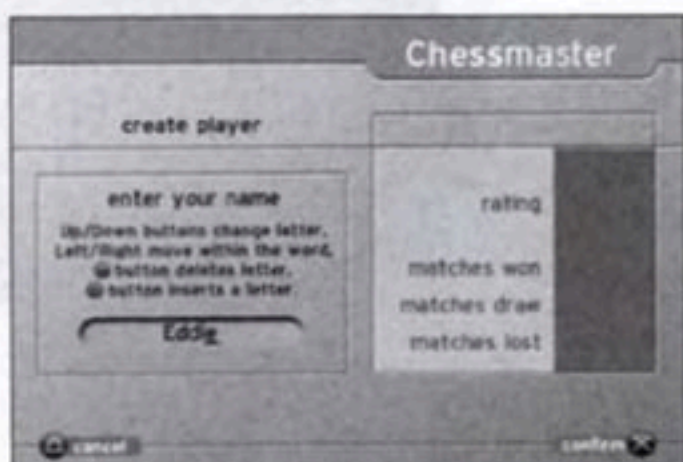 Chessmaster
create player
enter your name
Up/Down buttons change letter,
Left/Right move within the word,
button deletes letter,
button inserts a letter.
Eddie
rating
matches won
matches draw
matches lost
cancel
confirm